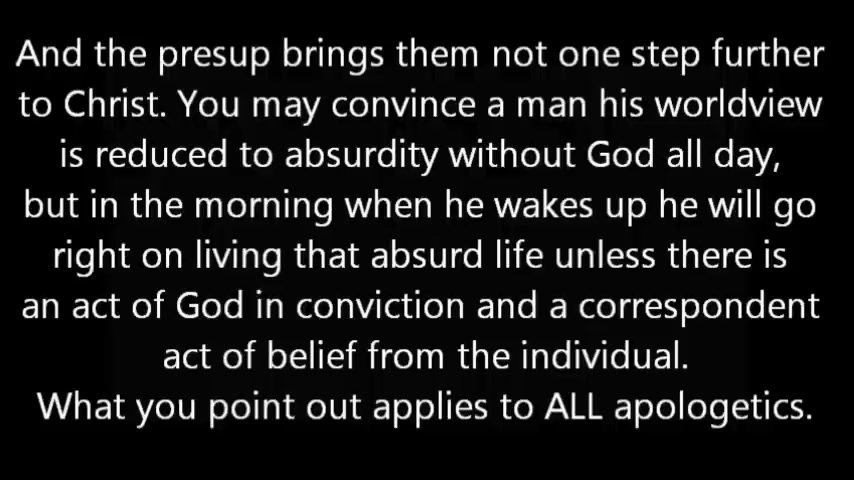 And the presup brings them not one step further
to Christ. You may convince a man his worldview
is reduced to absurdity without God all day,
but in the morning when he wakes up he will go
right on living that absurd life unless there is
an act of God in conviction and a correspondent
act of belief from the individual.
What you point out applies to ALL apologetics.